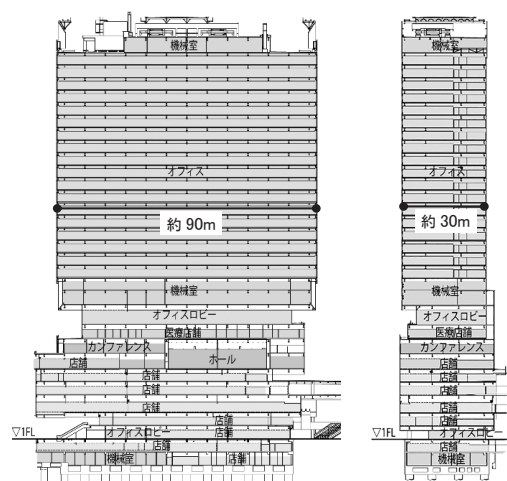 機械室
オフィス
約 90m
機械室
オフィスロビー
医療店舗
カンファレンス
ホール
店舗
店舗
店舗
店舗
店舗
▽1FL
オフィスロビー
店舗
店舗
機械室
店舗
機械室
オフィス
約 30m
機械室
オフィスロビー
医療店舗
カンファレンス
店舗
店舗
店舗
店舗
店舗
▽1FL
オフィスロビー
店舗
機械室